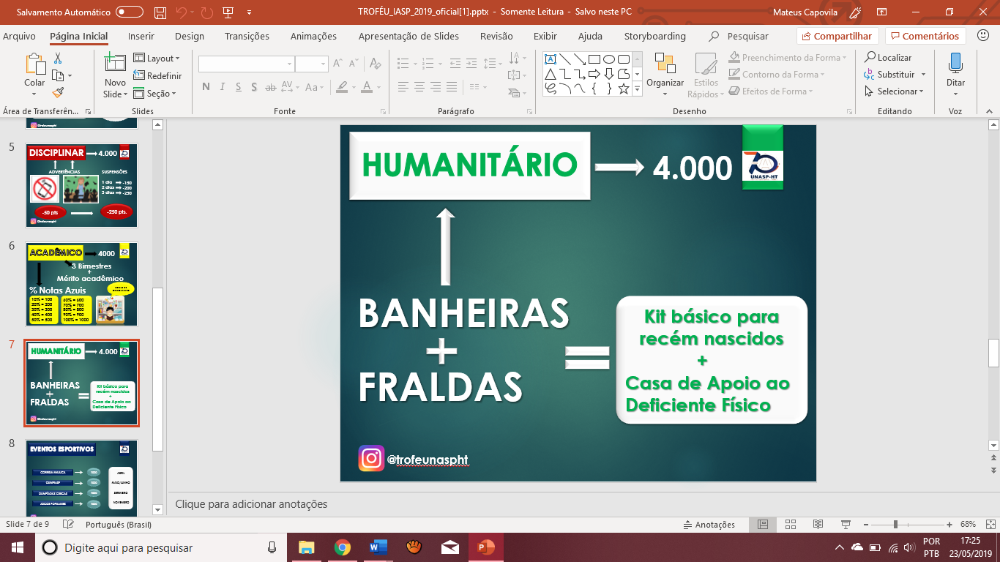 Salvamento Automático
TROFÉU_IASP_2019_oficial[1].pptx - Somente Leitura - Salvo neste PC
Mateus Capovila
Arquivo Página Inicial Inserir Design Transições Animações Apresentação de Slides Revisão Exibir Ajuda Storyboarding Pesquisar Compartilhar Comentários
Colar
Novo Slide
Layout
Redefinir
Seção
N I S S ab AV Aa A
Preenchimento da Forma
Contorno da Forma
Efeitos de Forma
Organizar
Estilos Rápidos
Localizar
Substituir
Selecionar
Ditar
Área de Transferên... Slides Fonte Parágrafo Desenho Editando Voz
5
DISCIPLINAR 4.000
ADVERTÊNCIAS SUSPENSÕES
1 dia -150
2 dias -200
3 dias -250
-50 pts -250 pts.
6
ACADÊMICO 4000
3 Bimestres
+
Mérito acadêmico
% Notas Azuis
10% = 100 60% = 600
20% = 200 70% = 700
30% = 300 80% = 800
40% = 400 90% = 900
50% = 500 100% = 1000
7
HUMANITÁRIO 4.000
BANHEIRAS
+
FRALDAS
=
Kit básico para
recém nascidos
+
Casa de Apoio ao
Deficiente Físico
8
EVENTOS ESPORTIVOS
CORRIDA MALUCA 1000 ABRIL
OLIMPIASP 1000 MAIO/JUNHO
OLIMPÍADAS CÍVICAS 1000 SETEMBRO
JOGOS POPULARES 1000 NOVEMBRO
HUMANITÁRIO
4.000
70
UNASP-HT
BANHEIRAS
+
FRALDAS
=
Kit básico para
recém nascidos
+
Casa de Apoio ao
Deficiente Físico
@trofeunaspht
Clique para adicionar anotações
Slide 7 de 9 Português (Brasil) Anotações 68%
Digite aqui para pesquisar
POR
PTB
17:25
23/05/2019